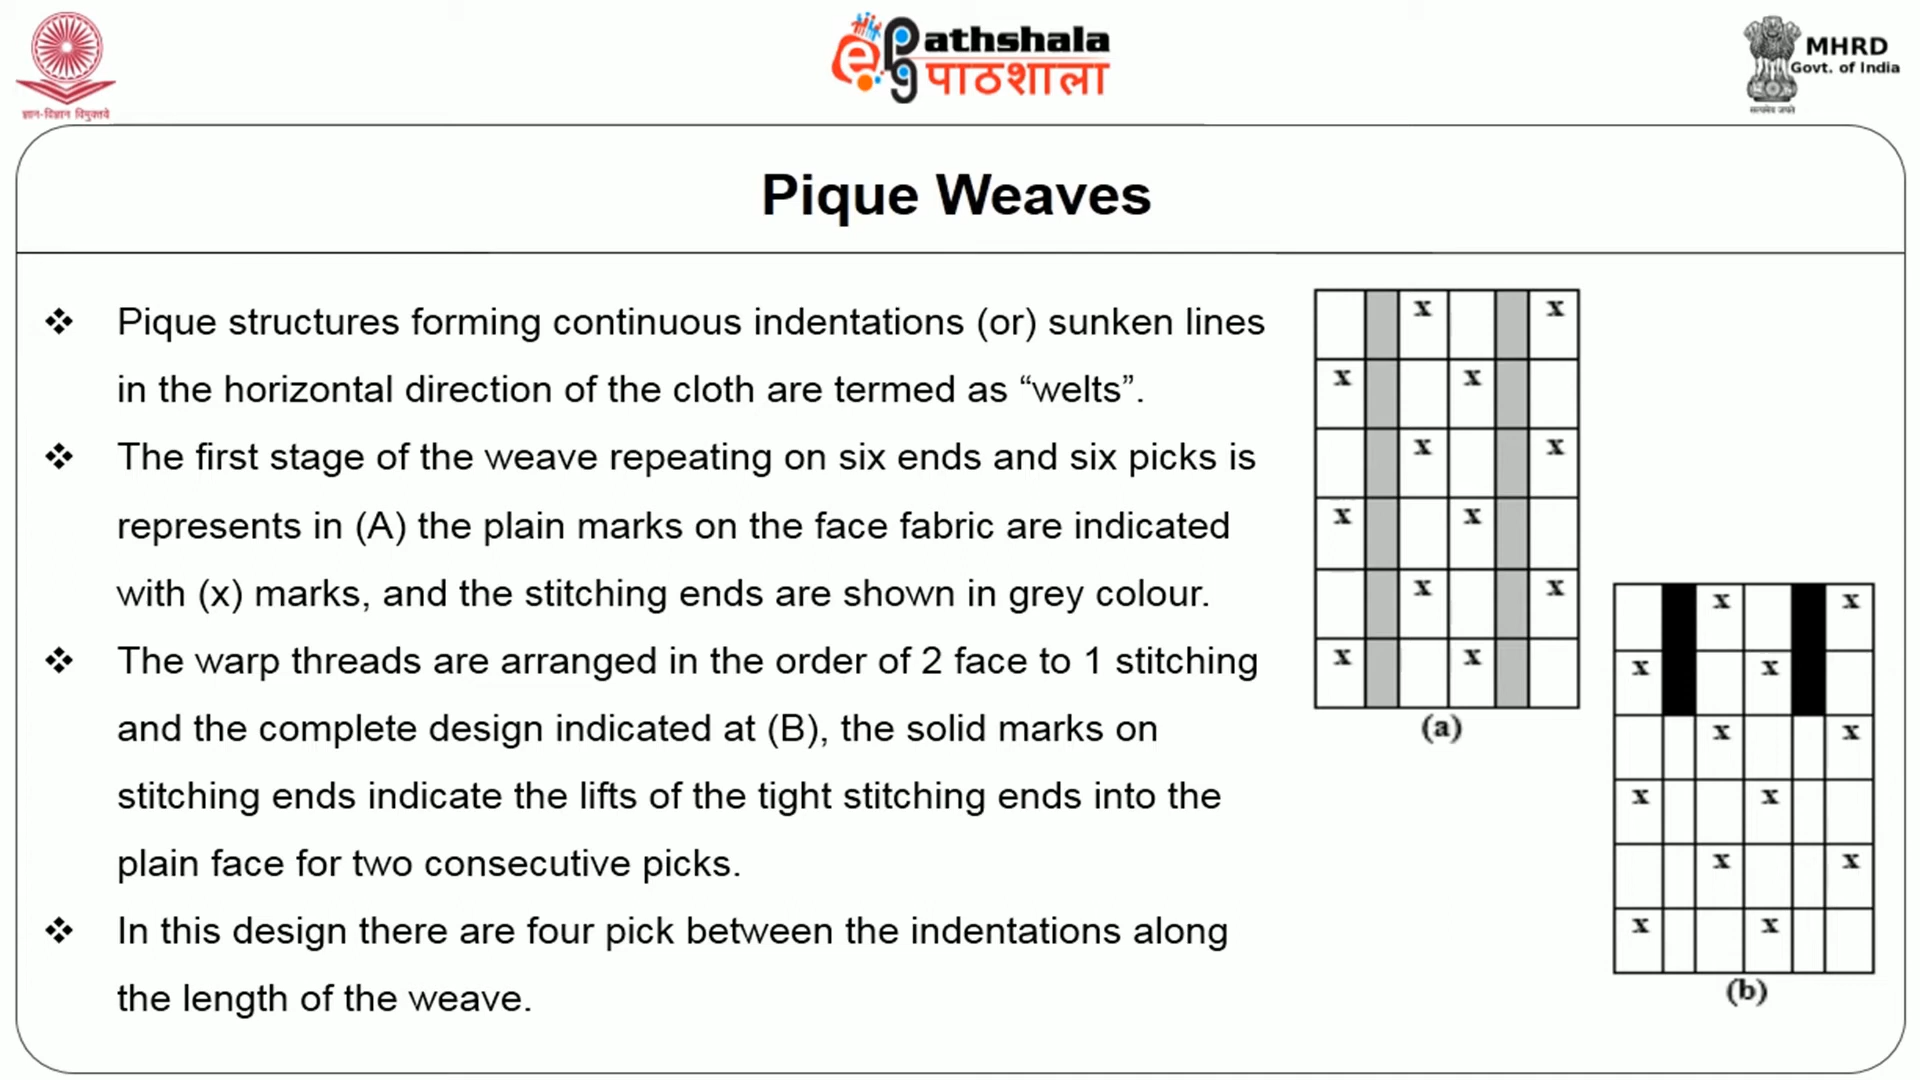 ज्ञान-विज्ञान विमुक्तये
e
p
g
athshala
पाठशाला
MHRD
Govt. of India
सत्यमेव जयते
Pique Weaves
Pique structures forming continuous indentations (or) sunken lines
in the horizontal direction of the cloth are termed as “welts”.
The first stage of the weave repeating on six ends and six picks is
represents in (A) the plain marks on the face fabric are indicated
with (x) marks, and the stitching ends are shown in grey colour.
The warp threads are arranged in the order of 2 face to 1 stitching
and the complete design indicated at (B), the solid marks on
stitching ends indicate the lifts of the tight stitching ends into the
plain face for two consecutive picks.
In this design there are four pick between the indentations along
the length of the weave.
x x
x x
x x
x x
x x
x x
(a)
x x
x x
x x
x x
x x
x x
(b)